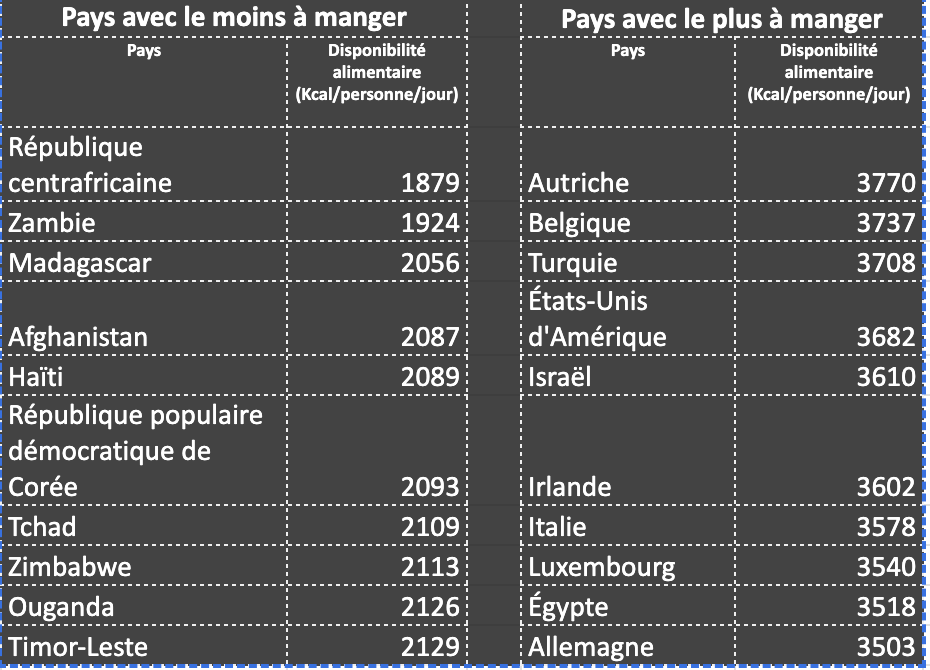 Pays avec le moins à manger
Pays avec le plus à manger
Pays
Disponibilité
alimentaire
(Kcal/personne/jour)
Pays
Disponibilité
alimentaire
(Kcal/personne/jour)
République
centrafricaine 1879 Autriche 3770
Zambie 1924 Belgique 3737
Madagascar 2056 Turquie 3708
États-Unis
Afghanistan 2087 d'Amérique 3682
Haïti 2089 Israël 3610
République populaire
démocratique de
Corée 2093 Irlande 3602
Tchad 2109 Italie 3578
Zimbabwe 2113 Luxembourg 3540
Ouganda 2126 Égypte 3518
Timor-Leste 2129 Allemagne 3503